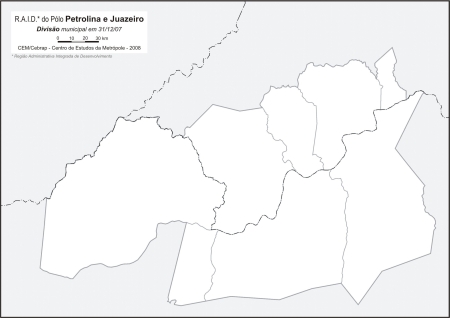 R.A.I.D.* do Pólo Petrolina e Juazeiro
Divisão municipal em 31/12/07
0 10 20 30 km
CEM/Cebrap - Centro de Estudos da Metrópole - 2008
* Região Administrativa Integrada de Desenvolvimento